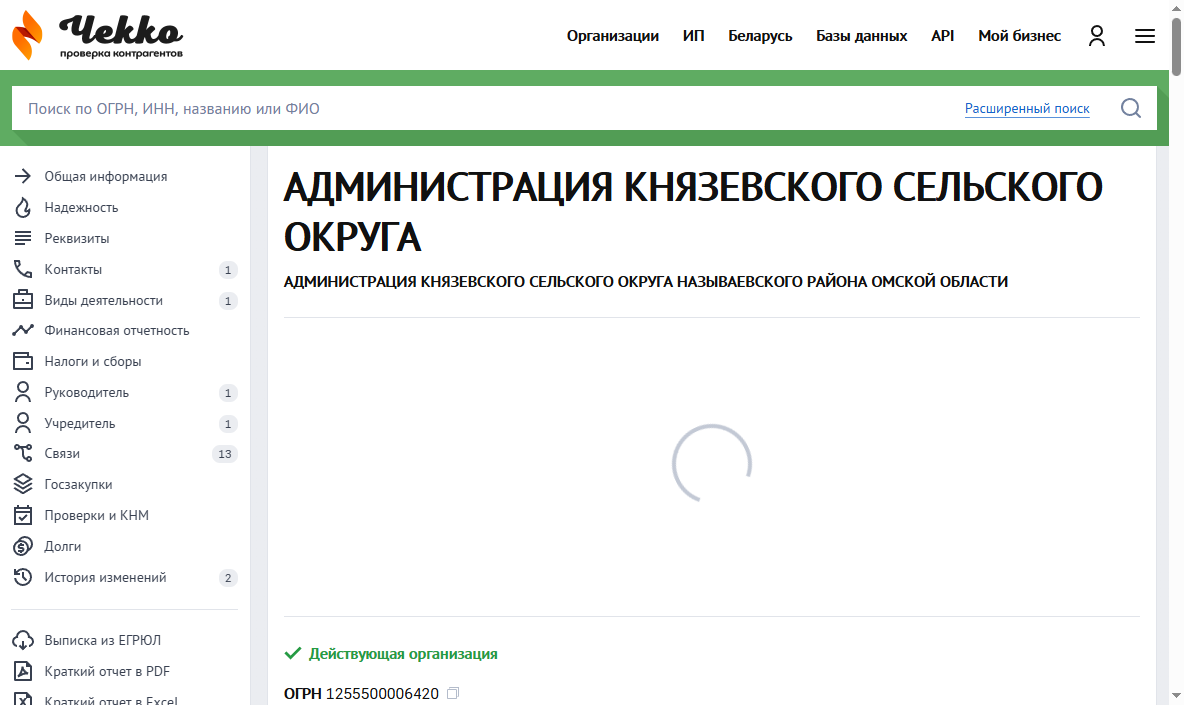 Чекко
проверка контрагентов
Организации ИП Беларусь Базы данных API Мой бизнес
Поиск по ОГРН, ИНН, названию или ФИО Расширенный поиск
Общая информация
Надежность
Реквизиты
Контакты 1
Виды деятельности 1
Финансовая отчетность
Налоги и сборы
Руководитель 1
Учредитель 1
Связи 13
Госзакупки
Проверки и КНМ
Долги
История изменений 2
Выписка из ЕГРЮЛ
Краткий отчет в PDF
Краткий отчет в Excel
АДМИНИСТРАЦИЯ КНЯЗЕВСКОГО СЕЛЬСКОГО
ОКРУГА
АДМИНИСТРАЦИЯ КНЯЗЕВСКОГО СЕЛЬСКОГО ОКРУГА НАЗЫВАЕВСКОГО РАЙОНА ОМСКОЙ ОБЛАСТИ
Действующая организация
ОГРН 1255500006420